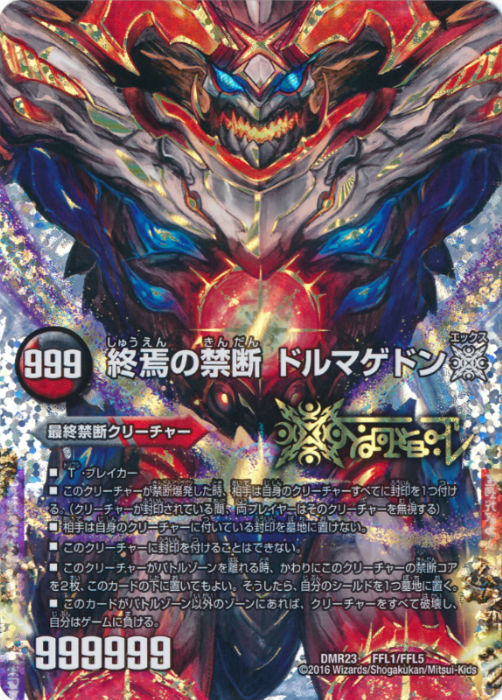 じゅうえん きんだん エックス
999 終焉の禁断 ドルマゲドン
最終禁断クリーチャー
■ T・ブレイカー
■ このクリーチャーが禁断爆発した時、相手は自身のクリーチャーすべてに封印を1つ付け
る。（クリーチャーが封印されている間、両プレイヤーはそのクリーチャーを無視する）
■ 相手は自身のクリーチャーに付いている封印を墓地に置けない。
■ このクリーチャーに封印を付けることはできない。
■ このクリーチャーがバトルゾーンを離れる時、かわりにこのクリーチャーの禁断コア
を2枚、このカードの下に置いてもよい。そうしたら、自分のシールドを1つ墓地に置く。
■ このカードがバトルゾーン以外のゾーンにあれば、クリーチャーをすべて破壊し、
自分はゲームに負ける。
999999
DMR23 FFL1/FFL5
©2016 Wizards/Shogakukan/Mitsui-Kids